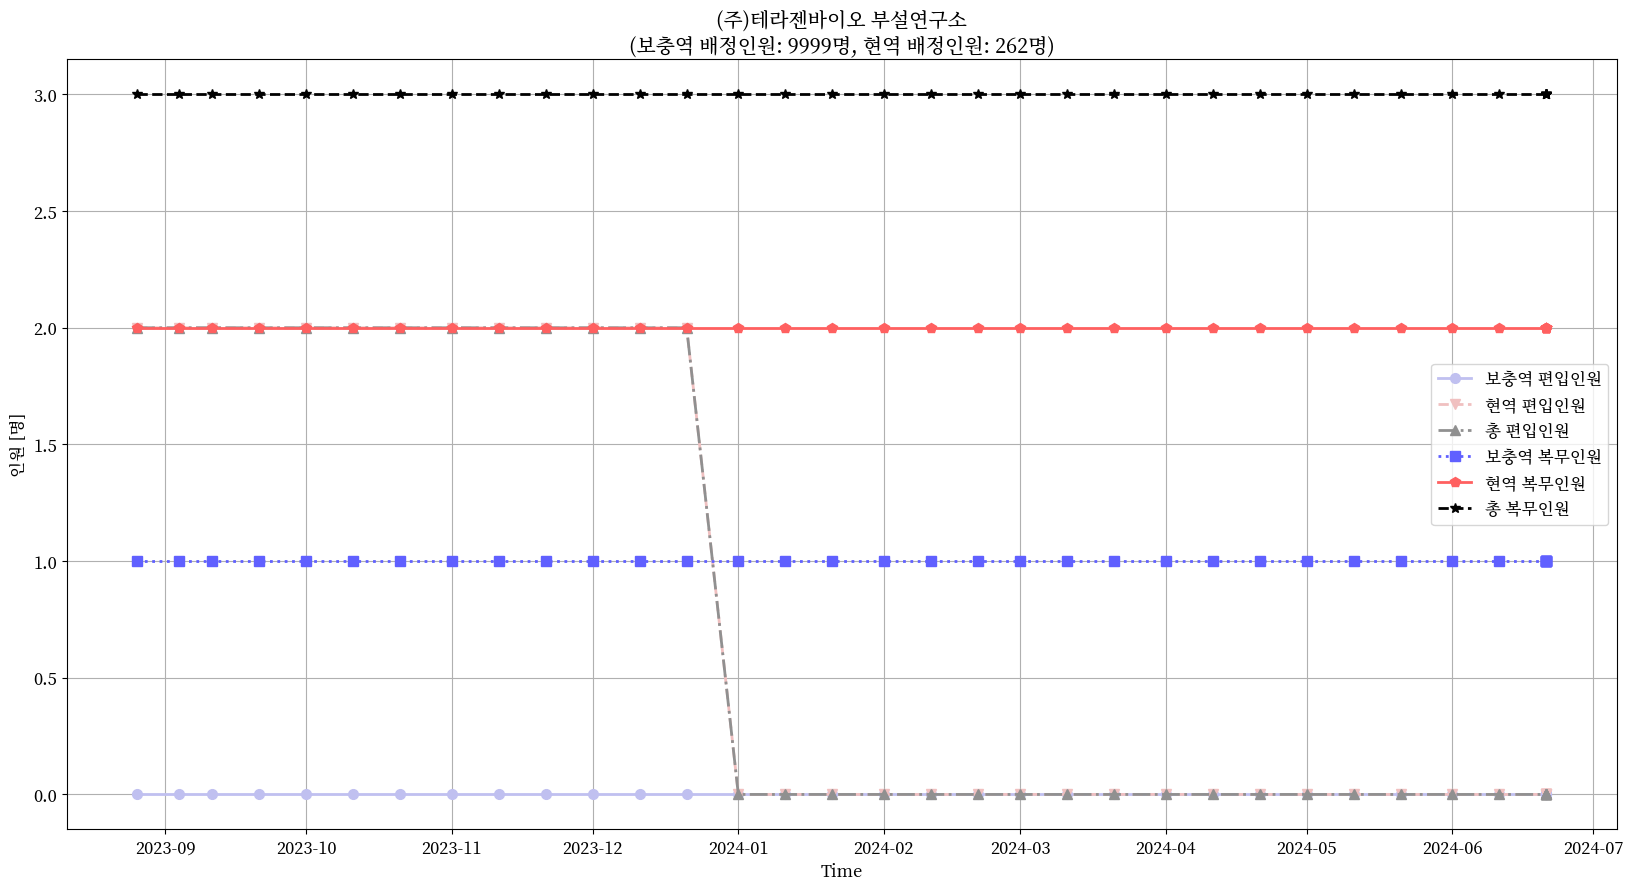 (주)테라젠바이오 부설연구소
(보충역 배정인원: 9999명, 현역 배정인원: 262명)
3.0
2.5
2.0
1.5
1.0
0.5
0.0
인원 [명]
보충역 편입인원
현역 편입인원
총 편입인원
보충역 복무인원
현역 복무인원
총 복무인원
2023-09 2023-10 2023-11 2023-12 2024-01 2024-02 2024-03 2024-04 2024-05 2024-06 2024-07
Time